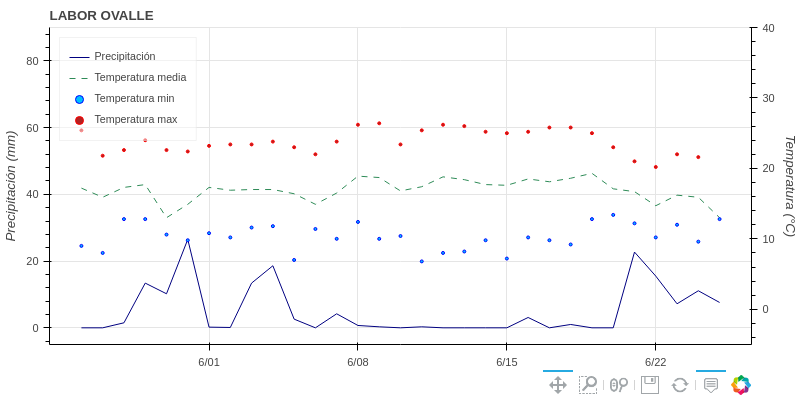 LABOR OVALLE
Precipitación
Temperatura media
Temperatura min
Temperatura max
Precipitación (mm)
80
60
40
20
0
Temperatura (°C)
40
30
20
10
0
6/01
6/08
6/15
6/22